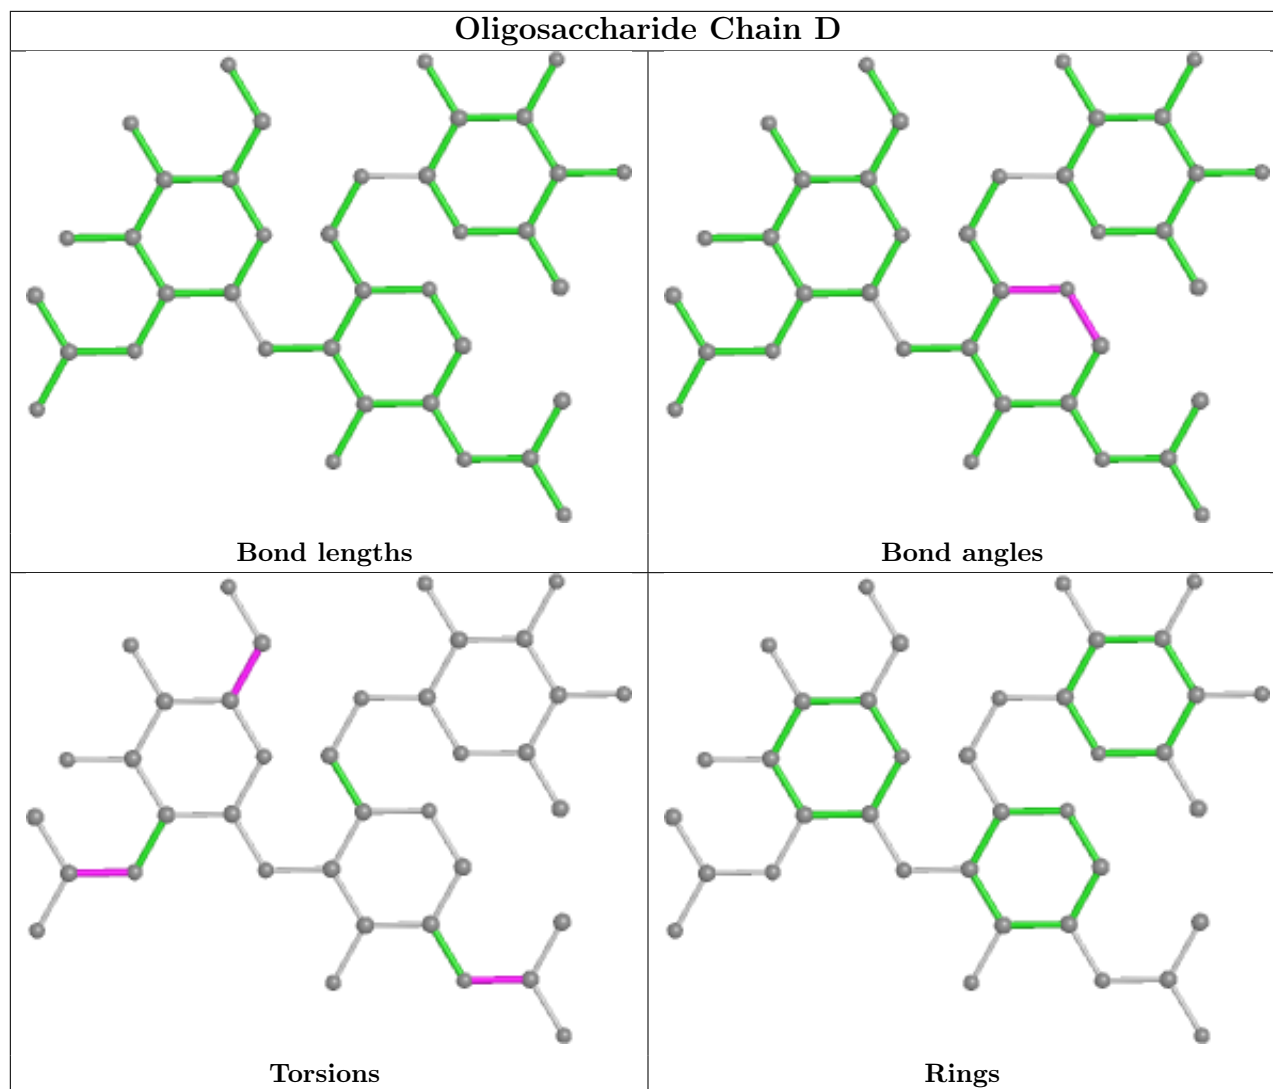 Oligosaccharide Chain D
Bond lengths
Bond angles
Torsions
Rings